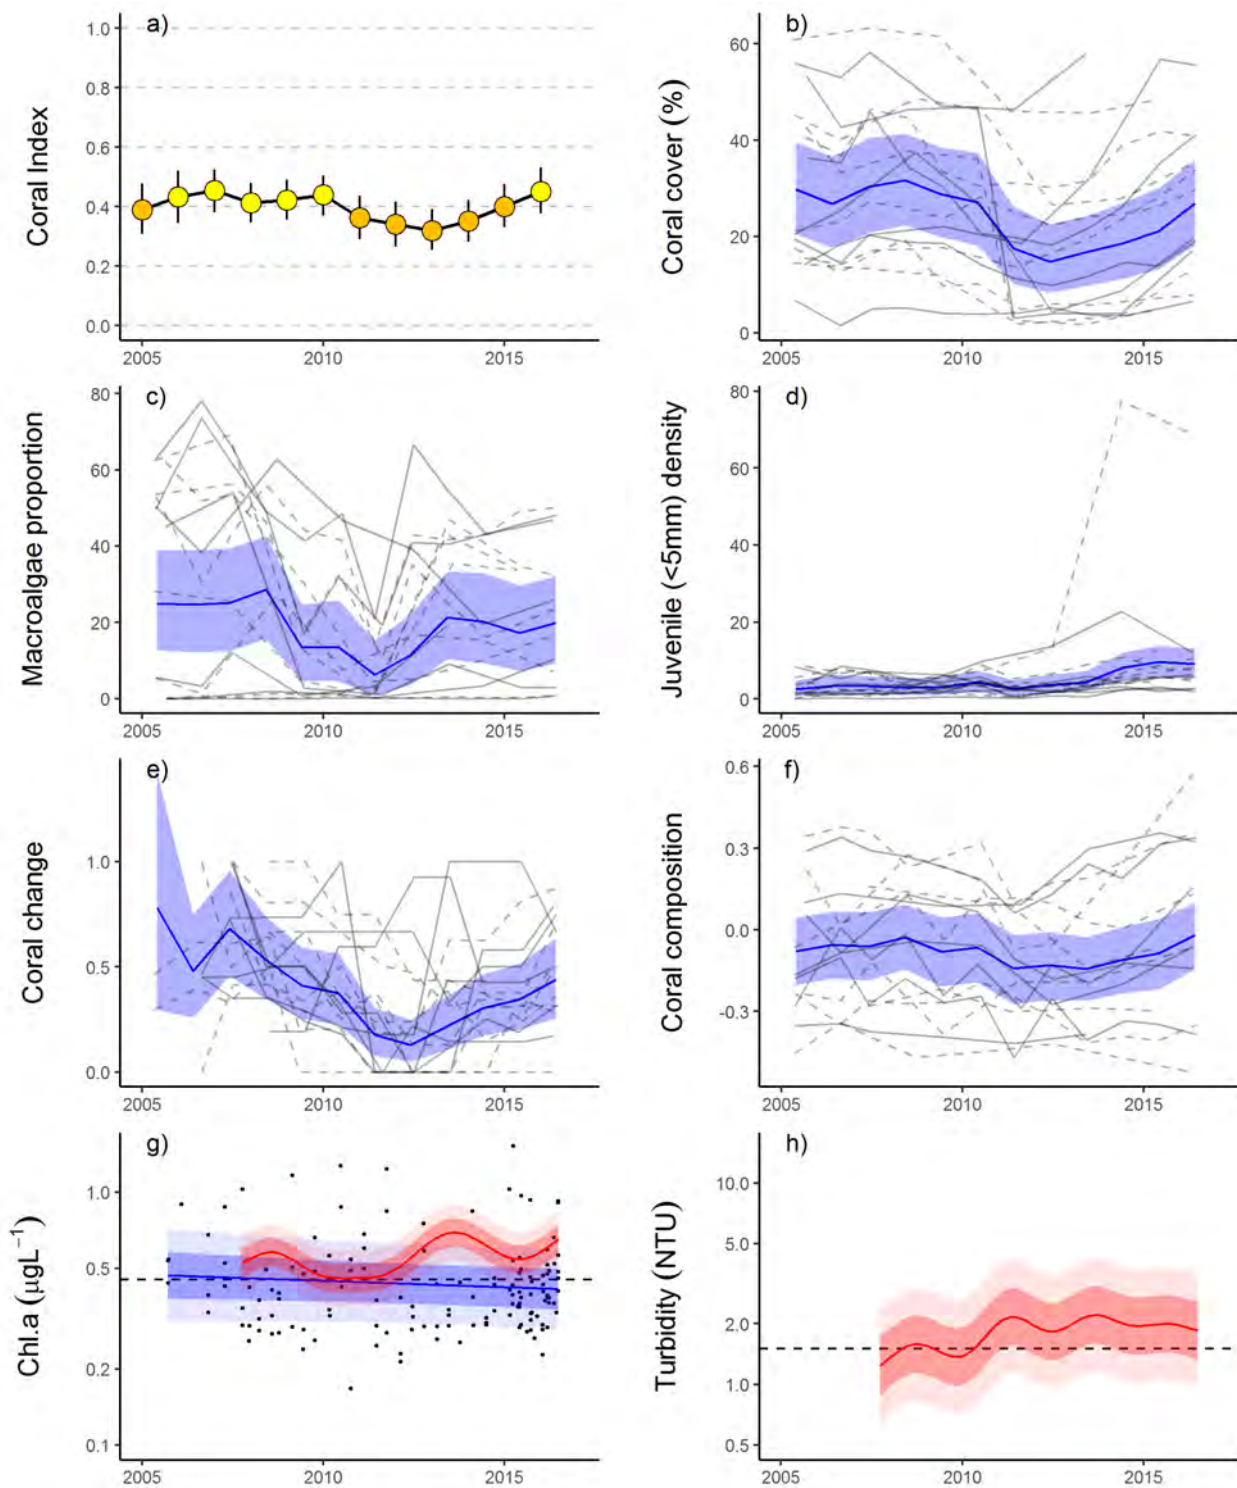 a)
Coral Index
1.0
0.8
0.6
0.4
0.2
0.0
2005 2010 2015
b)
Coral cover (%)
60
40
20
0
2005 2010 2015
c)
Macroalgae proportion
80
60
40
20
0
2005 2010 2015
d)
Juvenile (<5mm) density
80
60
40
20
0
2005 2010 2015
e)
Coral change
1.0
0.5
0.0
2005 2010 2015
f)
Coral composition
0.6
0.3
0.0
-0.3
2005 2010 2015
g)
Chl.a (µgL⁻¹)
1.0
0.5
0.2
0.1
2005 2010 2015
h)
Turbidity (NTU)
10.0
5.0
2.0
1.0
0.5
2005 2010 2015